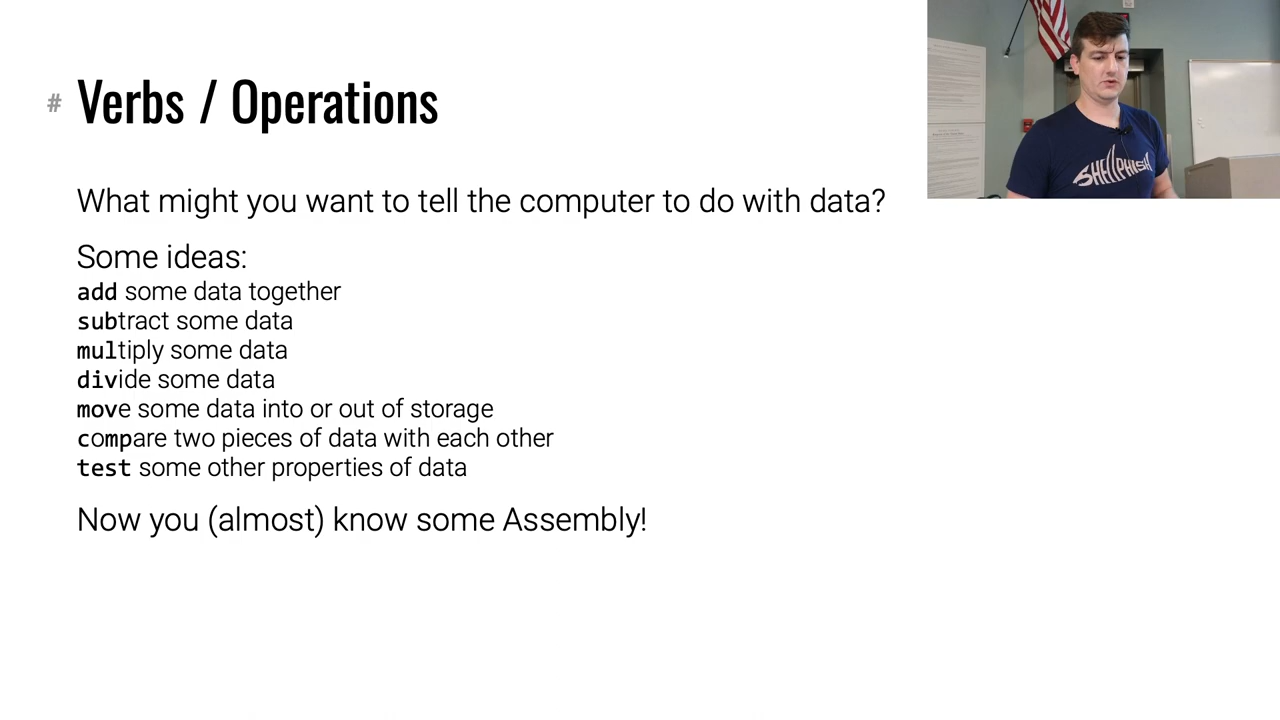 # Verbs / Operations
What might you want to tell the computer to do with data?
Some ideas:
add some data together
subtract some data
multiply some data
divide some data
move some data into or out of storage
compare two pieces of data with each other
test some other properties of data
Now you (almost) know some Assembly!
SHELLPHISH